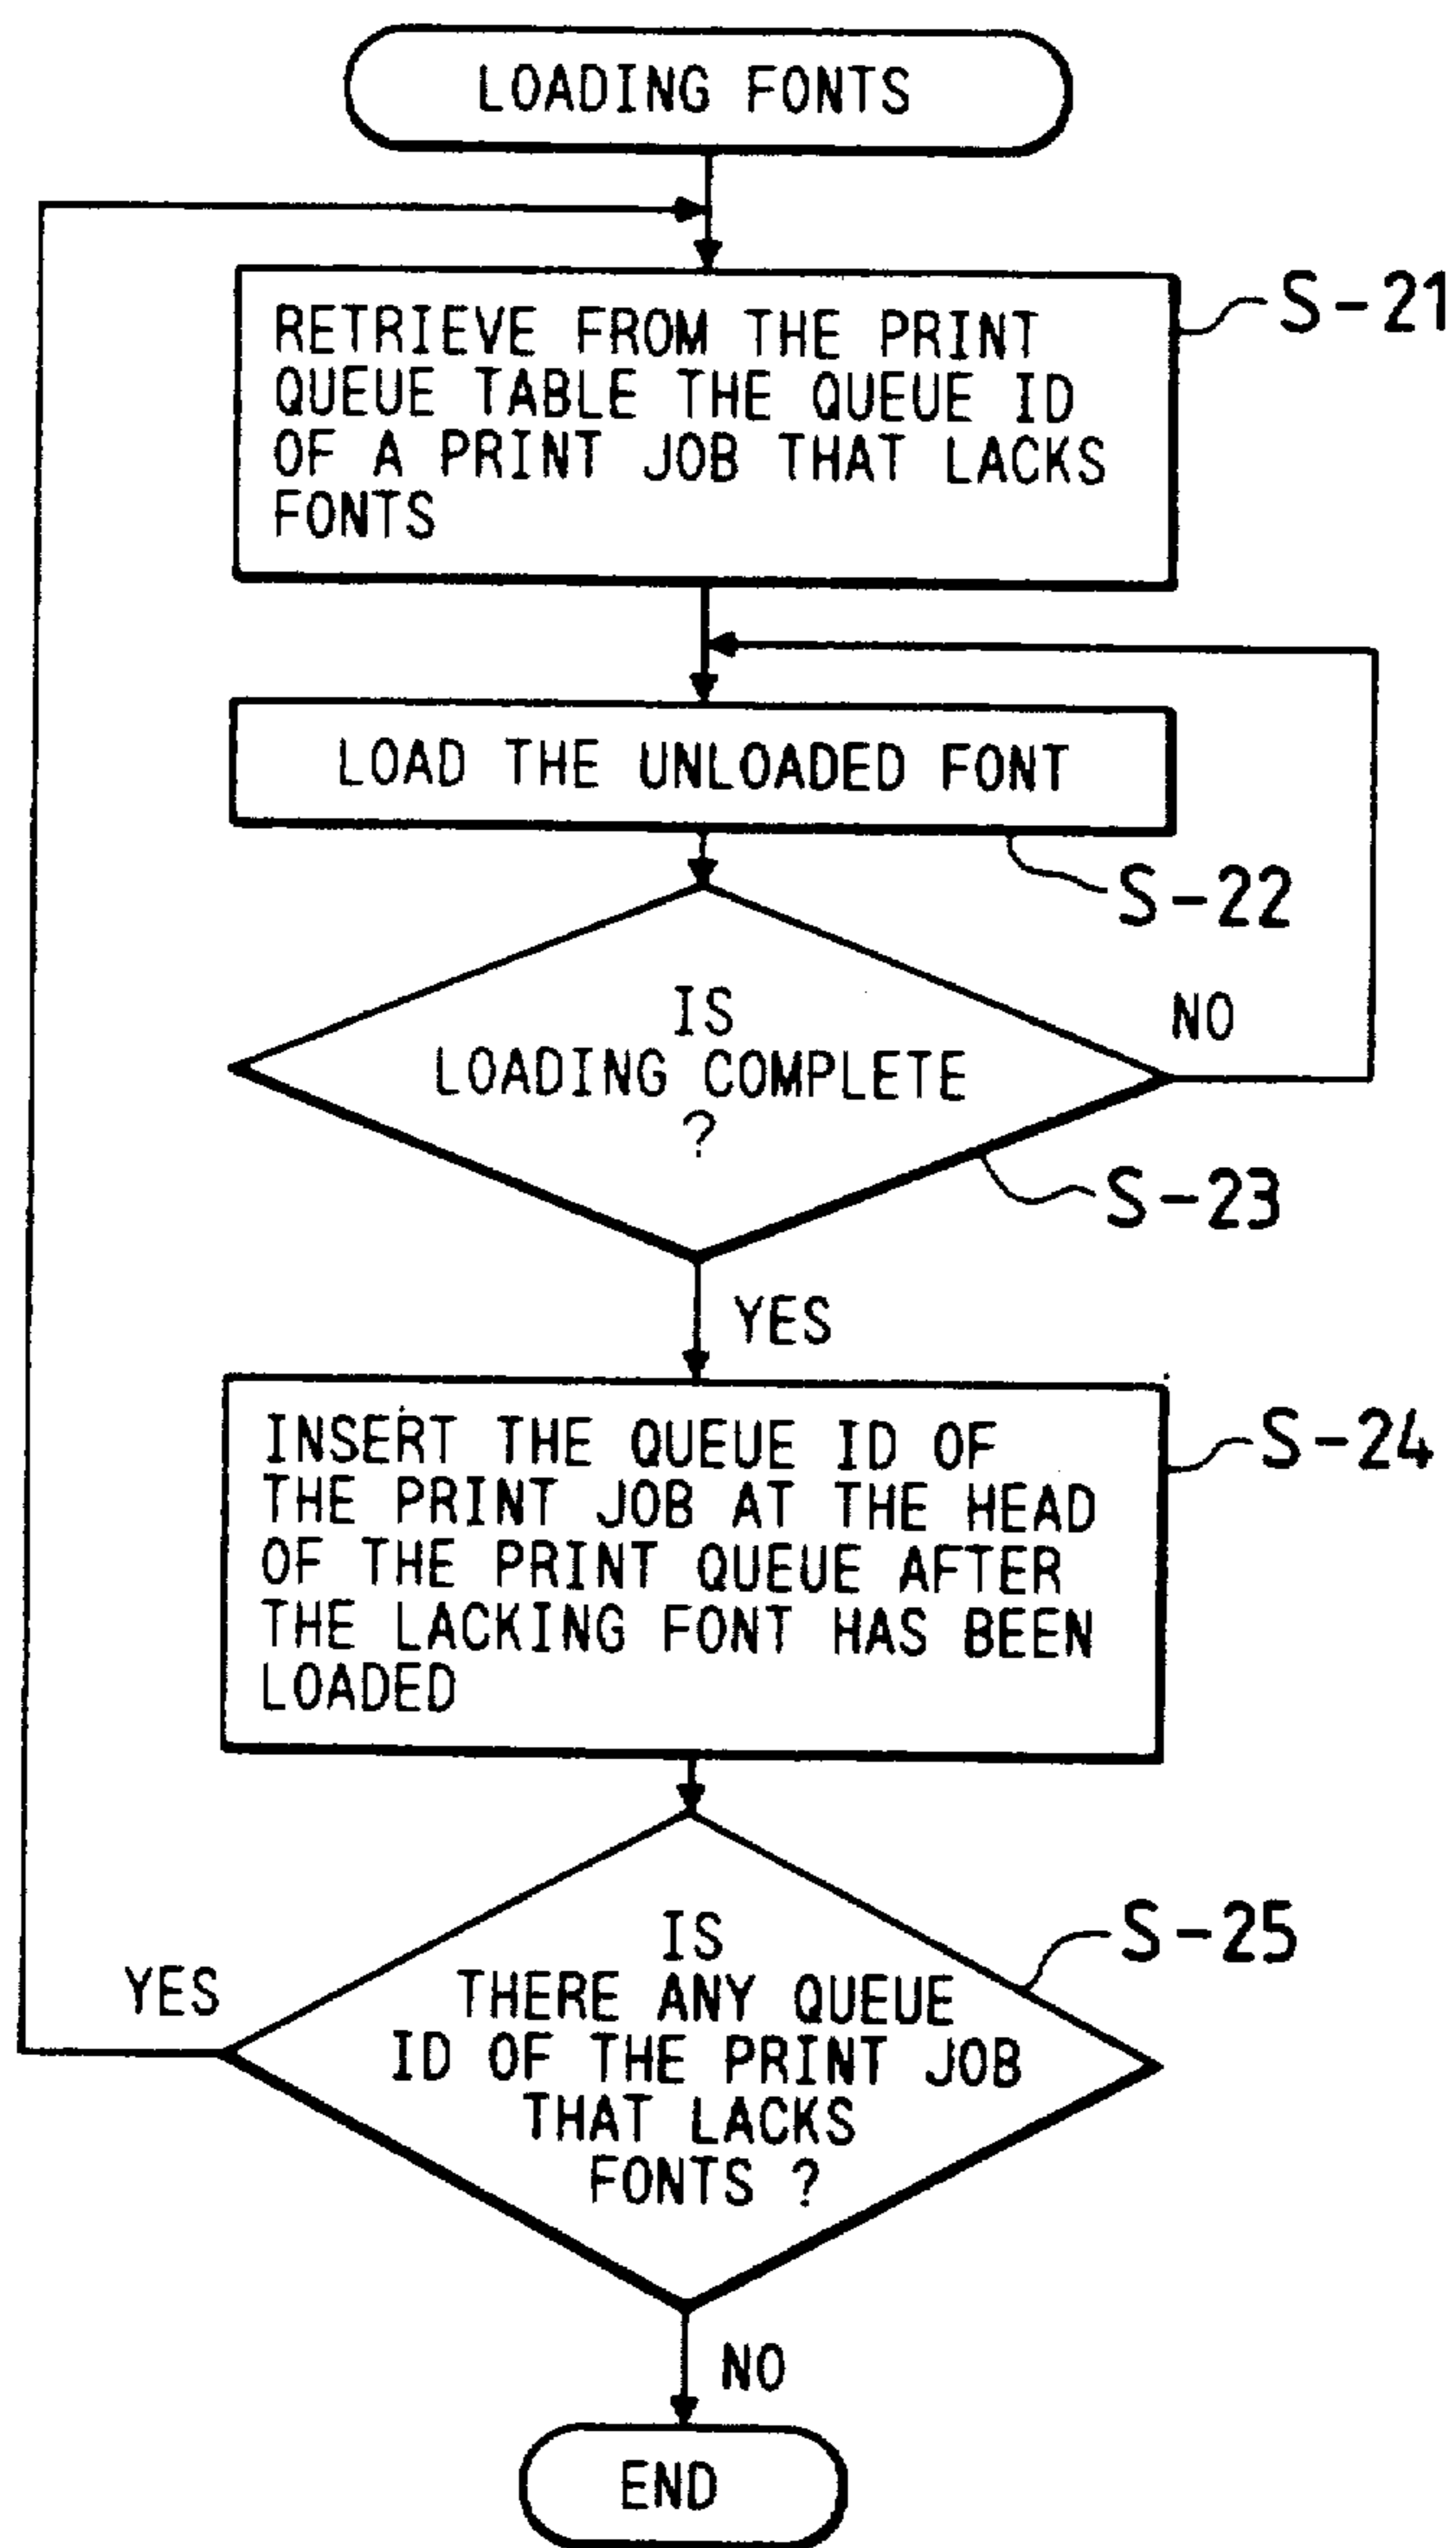 LOADING FONTS
RETRIEVE FROM THE PRINT
QUEUE TABLE THE QUEUE ID
OF A PRINT JOB THAT LACKS
FONTS
S-21
LOAD THE UNLOADED FONT
S-22
IS
LOADING COMPLETE
?
NO
S-23
YES
INSERT THE QUEUE ID OF
THE PRINT JOB AT THE HEAD
OF THE PRINT QUEUE AFTER
THE LACKING FONT HAS BEEN
LOADED
S-24
IS
THERE ANY QUEUE
ID OF THE PRINT JOB
THAT LACKS
FONTS ?
S-25
YES
NO
END